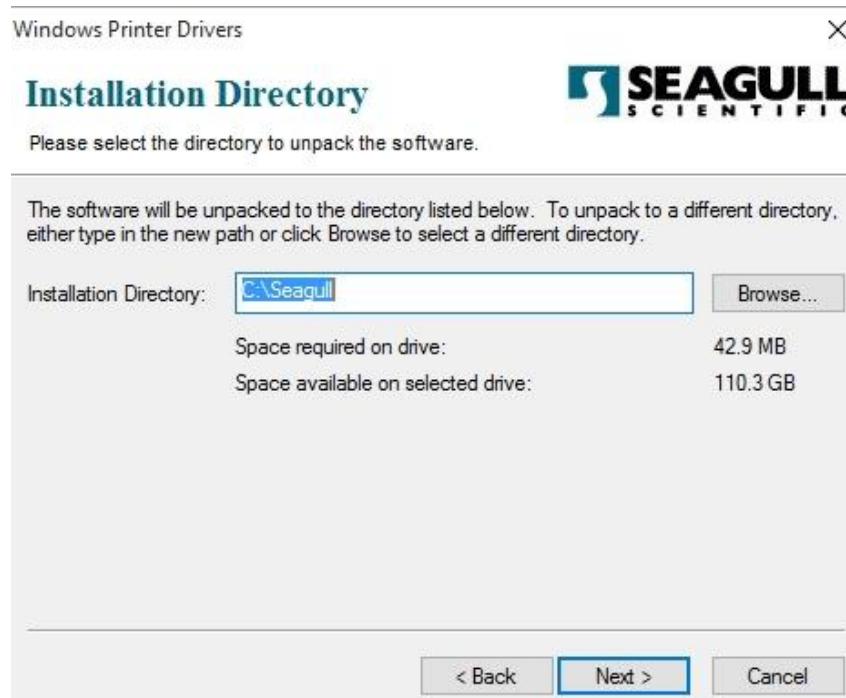 Windows Printer Drivers
Installation Directory
SEAGULL
SCIENTIFIC
Please select the directory to unpack the software.
The software will be unpacked to the directory listed below. To unpack to a different directory,
either type in the new path or click Browse to select a different directory.
Installation Directory: C:\Seagull Browse...
Space required on drive: 42.9 MB
Space available on selected drive: 110.3 GB
< Back Next > Cancel